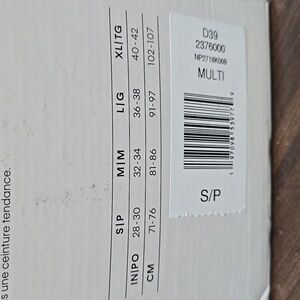 s une ceinture tendance.
S|P M|M L|G XL|TG
IN|PO 28-30 32-34 36-38 40-42
CM 71-76 81-86 91-97 102-107
D39
2376000
NP2718K009
MULTI
S/P